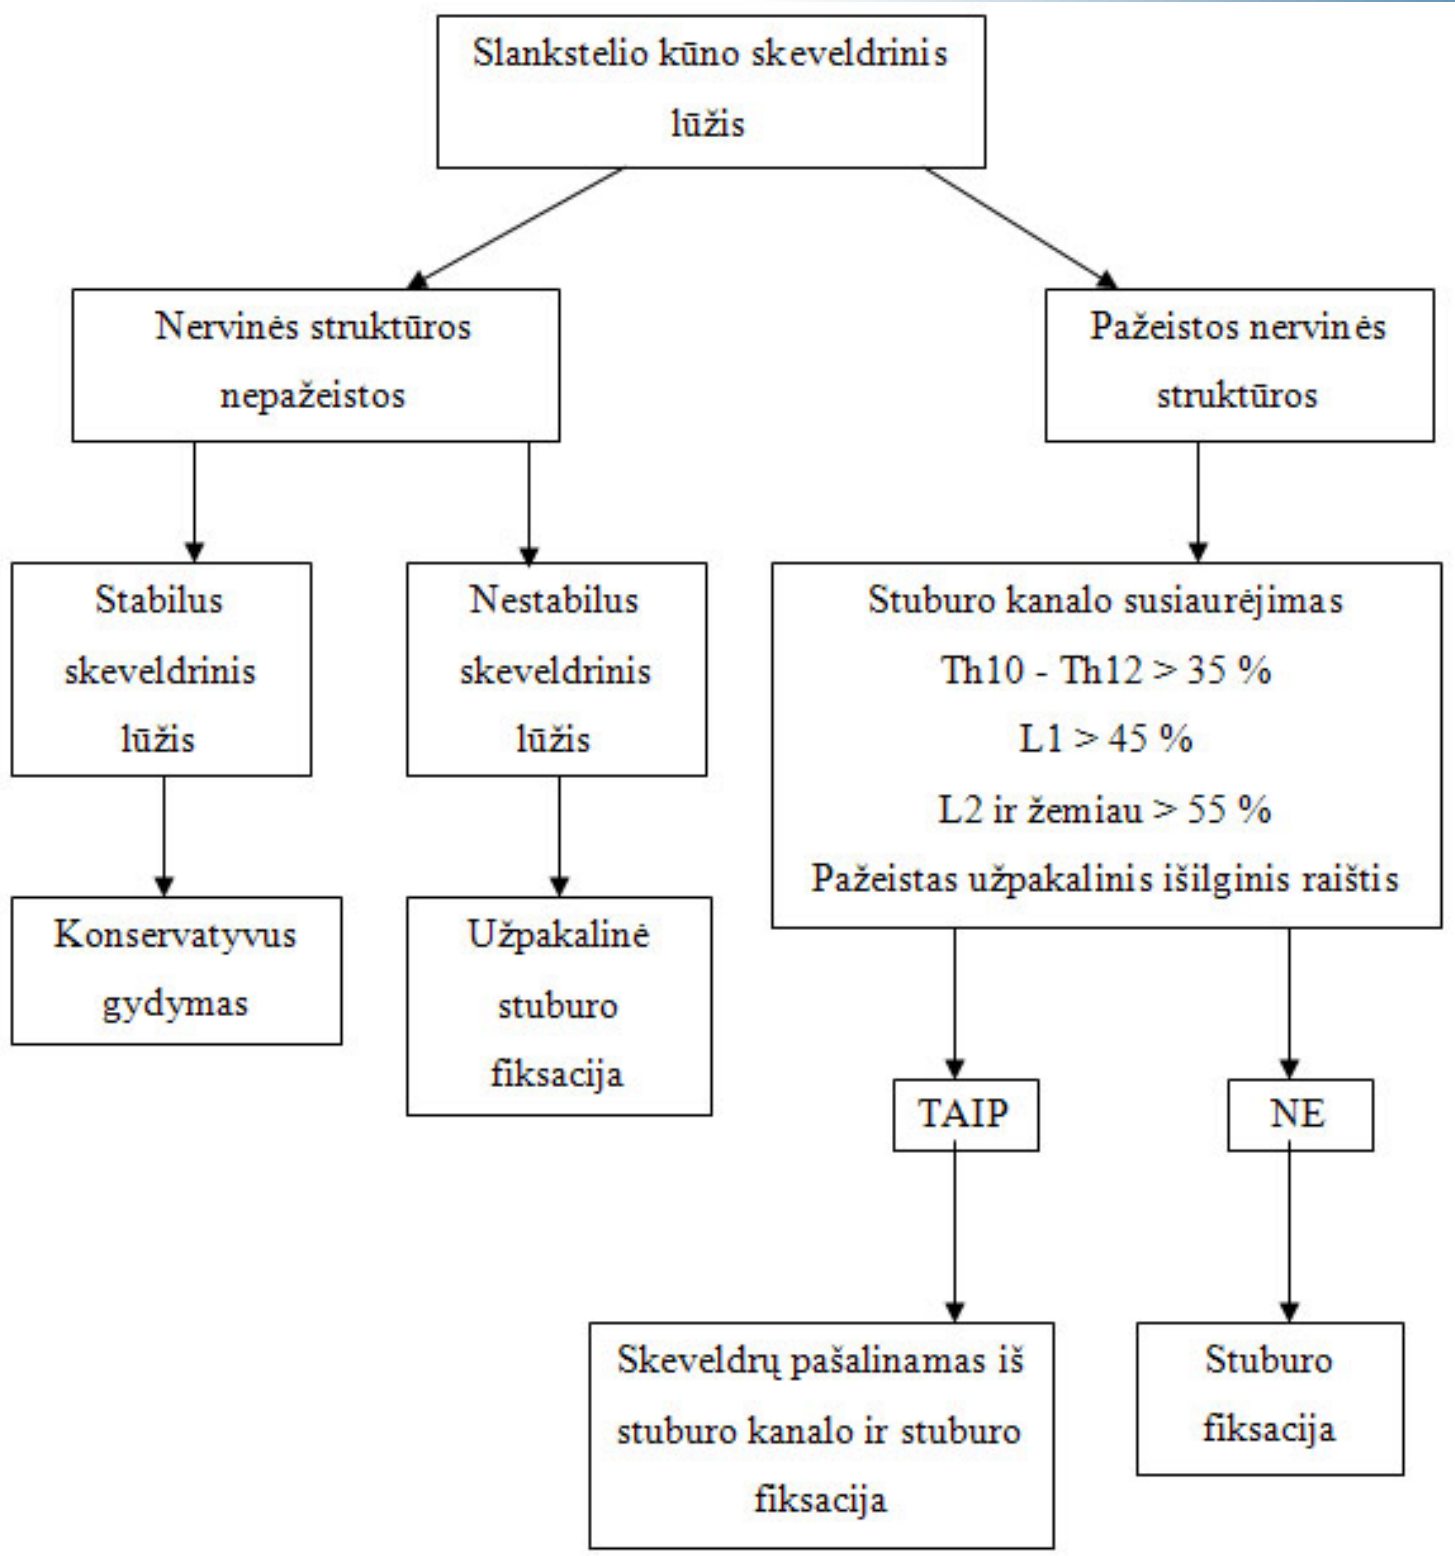 Slankstelio kūno skeveldrinis
lūžis
Nervinės struktūros
nepažeistos
Pažeistos nervinės
struktūros
Stabilus
skeveldrinis
lūžis
Nestabilus
skeveldrinis
lūžis
Stuburo kanalo susiaurėjimas
Th10 - Th12 > 35 %
L1 > 45 %
L2 ir žemiau > 55 %
Pažeistas užpakalinis išilginis raištis
Konservatyvus
gydymas
Užpakalinė
stuburo
fiksacija
TAIP
NE
Skeveldrų pašalinamas iš
stuburo kanalo ir stuburo
fiksacija
Stuburo
fiksacija